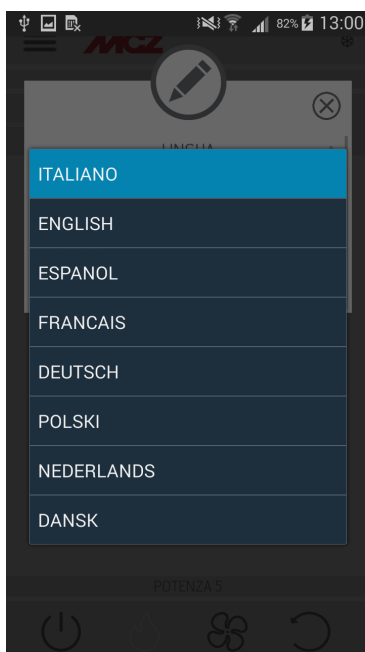 82% 13:00
MCZ
LINGUA
ITALIANO
ENGLISH
ESPANOL
FRANCAIS
DEUTSCH
POLSKI
NEDERLANDS
DANSK
POTENZA 5